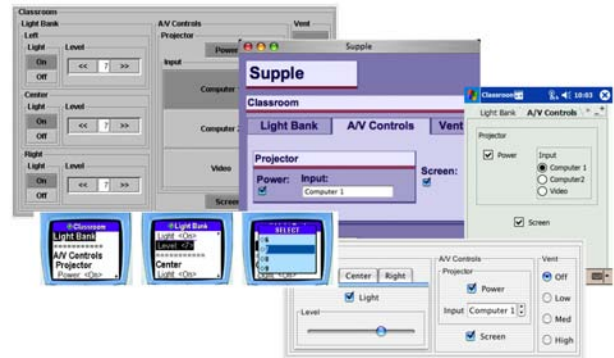 Classroom
Light Bank
Left
Light
Level
On
Off
<<
7
>>
Center
Light
Level
On
Off
<<
7
>>
Right
Light
Level
On
Off
<<
7
>>
A/V Controls
Projector
Power
Input
Computer
Computer
Video
Screen
Vent
Supple
Supple
Classroom
Light Bank
A/V Controls
Vent
Projector
Power:
Input:
Computer 1
Screen:
Classroom
10:03
Light Bank
A/V Controls
Projector
Power
Input
Computer 1
Computer2
Video
Screen
Classroom
Light Bank
===========
A/V Controls
Projector
Power: <On>
Light Bank
Light <On>
Level <7>
===========
Center
Light <On>
SELECT
Center
Right
Light
Level
A/V Controls
Projector
Power
Input
Computer 1
Screen
Vent
Off
Low
Med
High